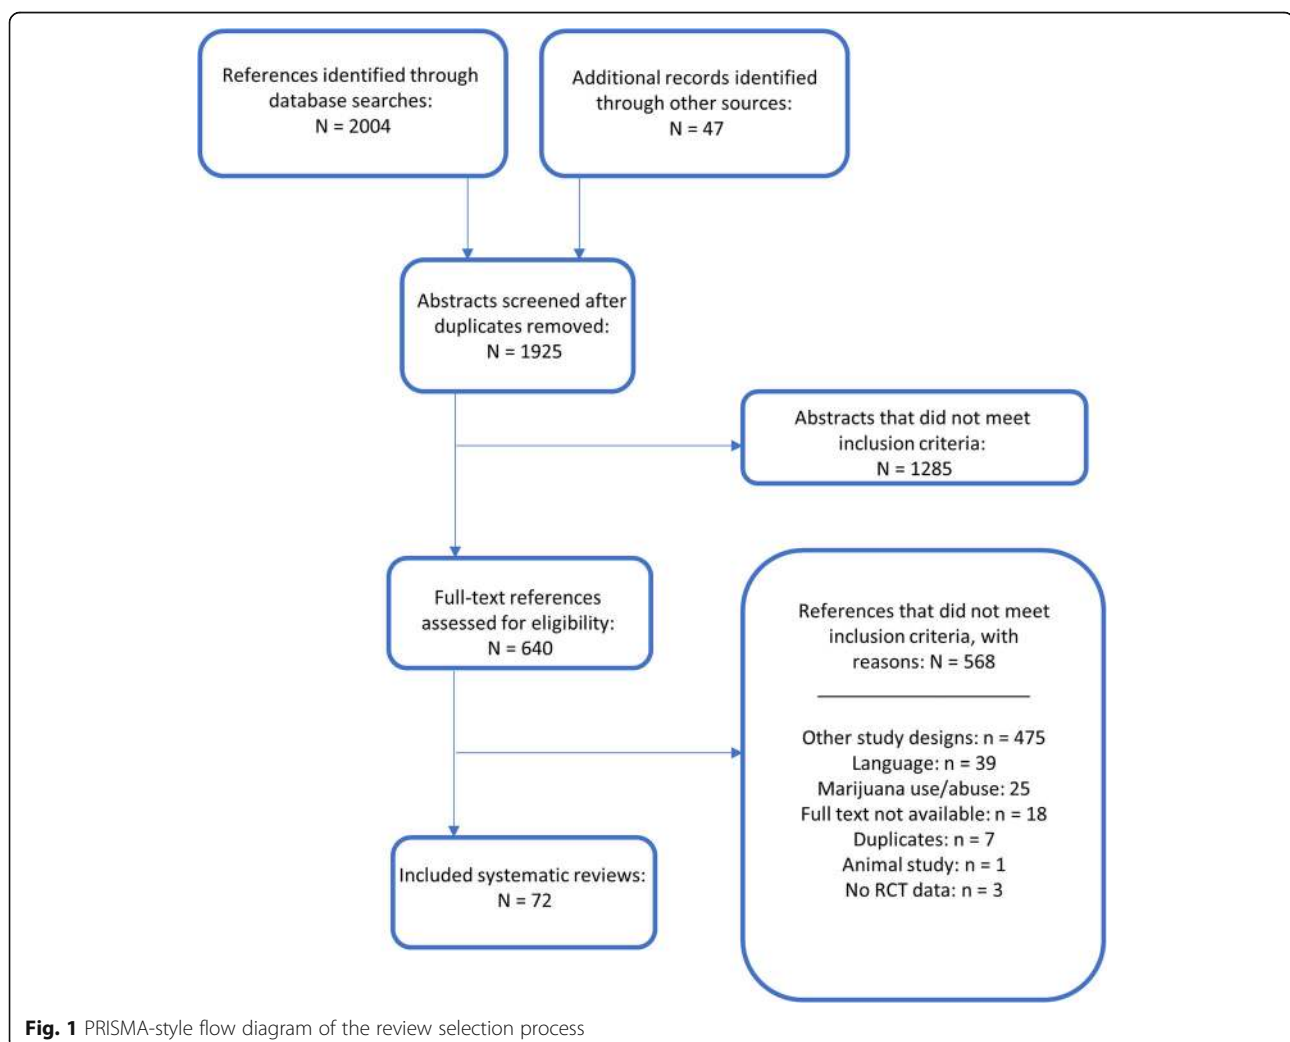 References identified through
database searches:
N = 2004
Additional records identified
through other sources:
N = 47
Abstracts screened after
duplicates removed:
N = 1925
Abstracts that did not meet
inclusion criteria:
N = 1285
Full-text references
assessed for eligibility:
N = 640
References that did not meet
inclusion criteria, with
reasons: N = 568
Other study designs: n = 475
Language: n = 39
Marijuana use/abuse: 25
Full text not available: n = 18
Duplicates: n = 7
Animal study: n = 1
No RCT data: n = 3
Included systematic reviews:
N = 72
Fig. 1 PRISMA-style flow diagram of the review selection process